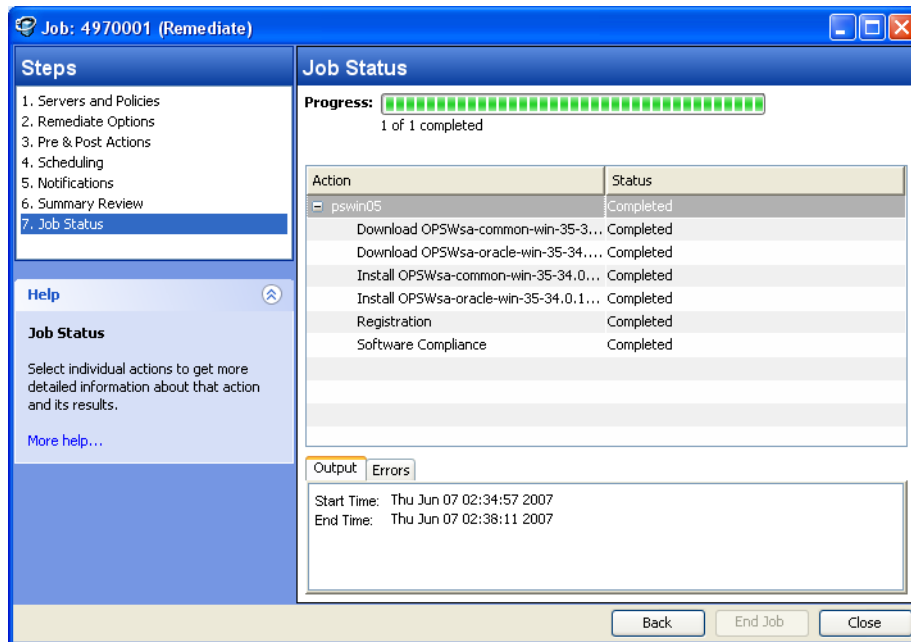 Job: 4970001 (Remediate)
Steps
1. Servers and Policies
2. Remediate Options
3. Pre & Post Actions
4. Scheduling
5. Notifications
6. Summary Review
7. Job Status
Help
Job Status
Select individual actions to get more
detailed information about that action
and its results.
More help...
Job Status
Progress:
1 of 1 completed
Action Status
pswin05 Completed
Download OPSWsa-common-win-35-3... Completed
Download OPSWsa-oracle-win-35-34.... Completed
Install OPSWsa-common-win-35-34.0... Completed
Install OPSWsa-oracle-win-35-34.0.1... Completed
Registration Completed
Software Compliance Completed
Output Errors
Start Time: Thu Jun 07 02:34:57 2007
End Time: Thu Jun 07 02:38:11 2007
Back End Job Close